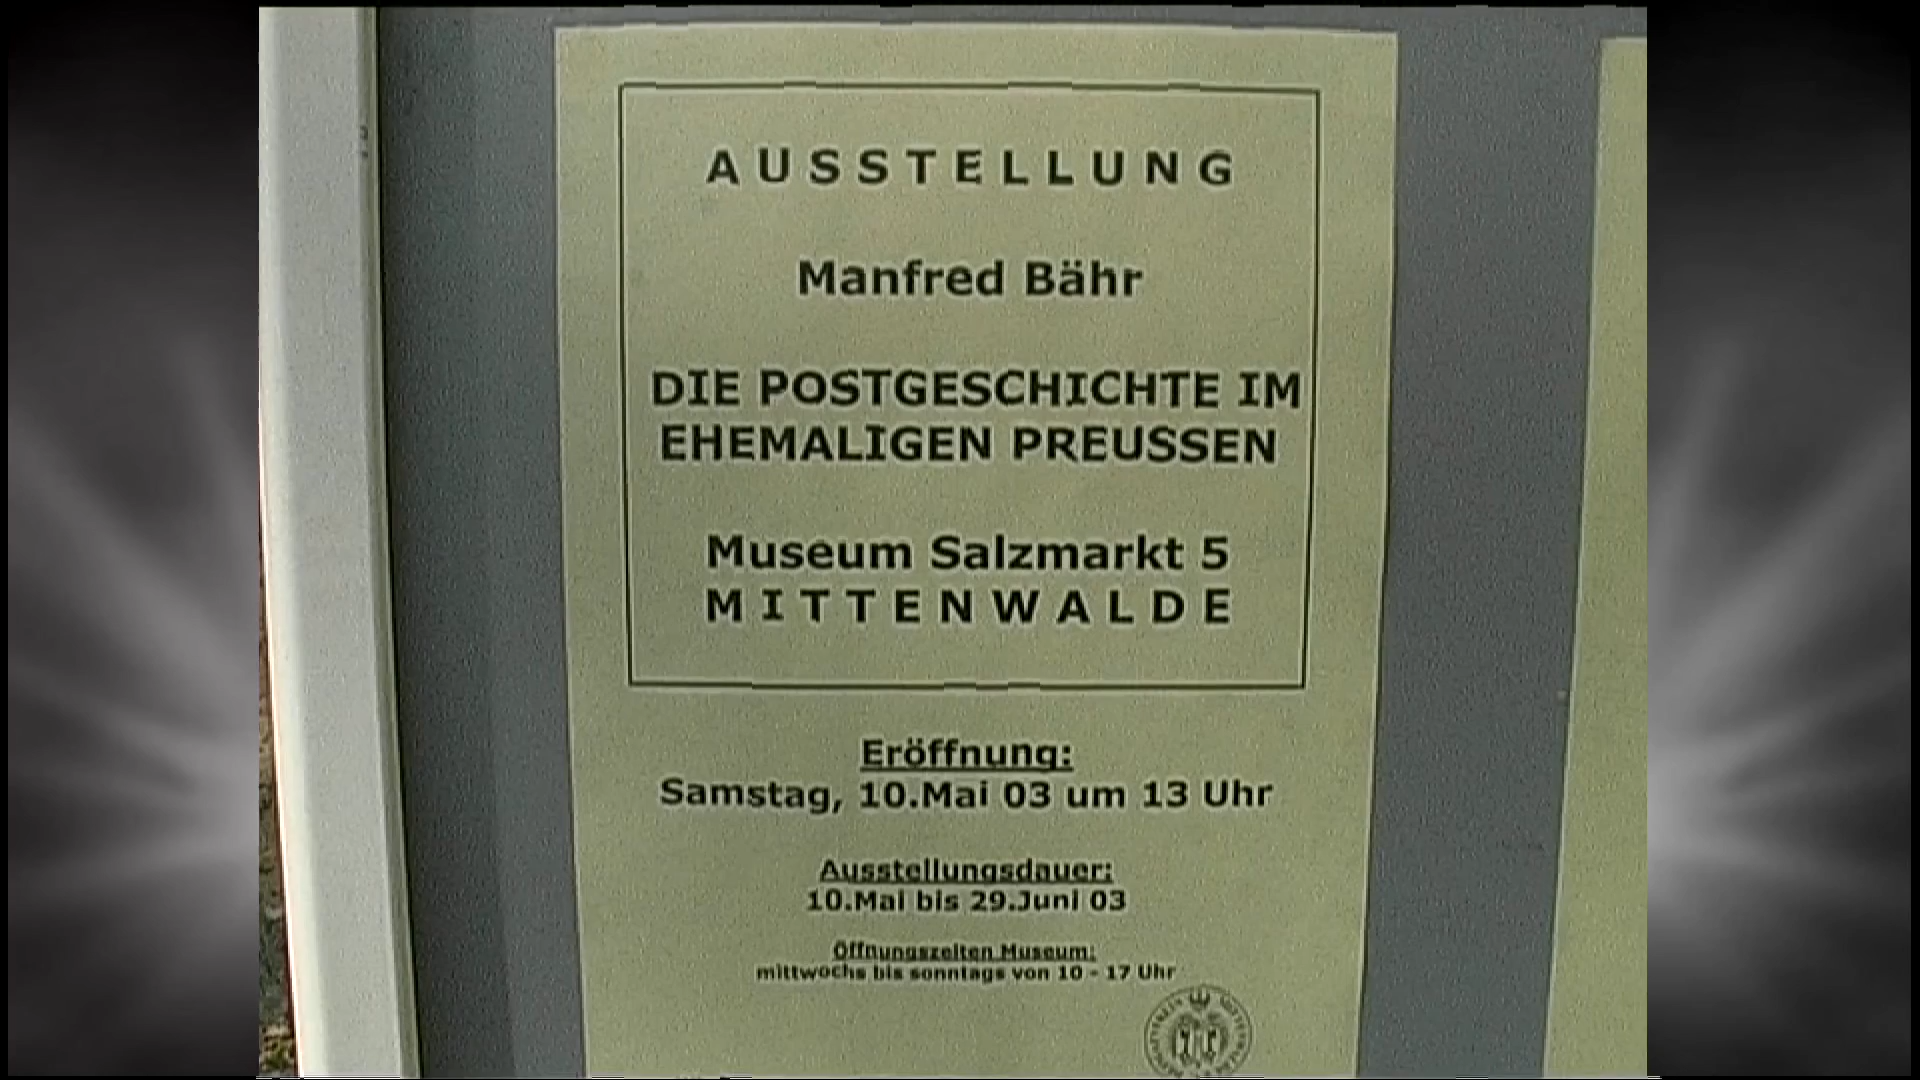 AUSSTELLUNG
Manfred Bähr
DIE POSTGESCHICHTE IM
EHEMALIGEN PREUSSEN
Museum Salzmarkt 5
MITTENWALDE
Eröffnung:
Samstag, 10.Mai 03 um 13 Uhr
Ausstellungsdauer:
10.Mai bis 29.Juni 03
Öffnungszeiten Museum:
mittwochs bis sonntags von 10 - 17 Uhr